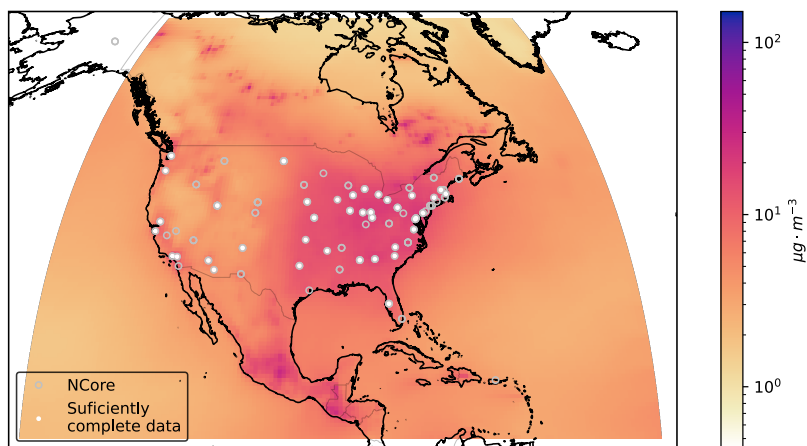 10²
10¹
10⁰
μg · m⁻³
NCore
Suficiently
complete data